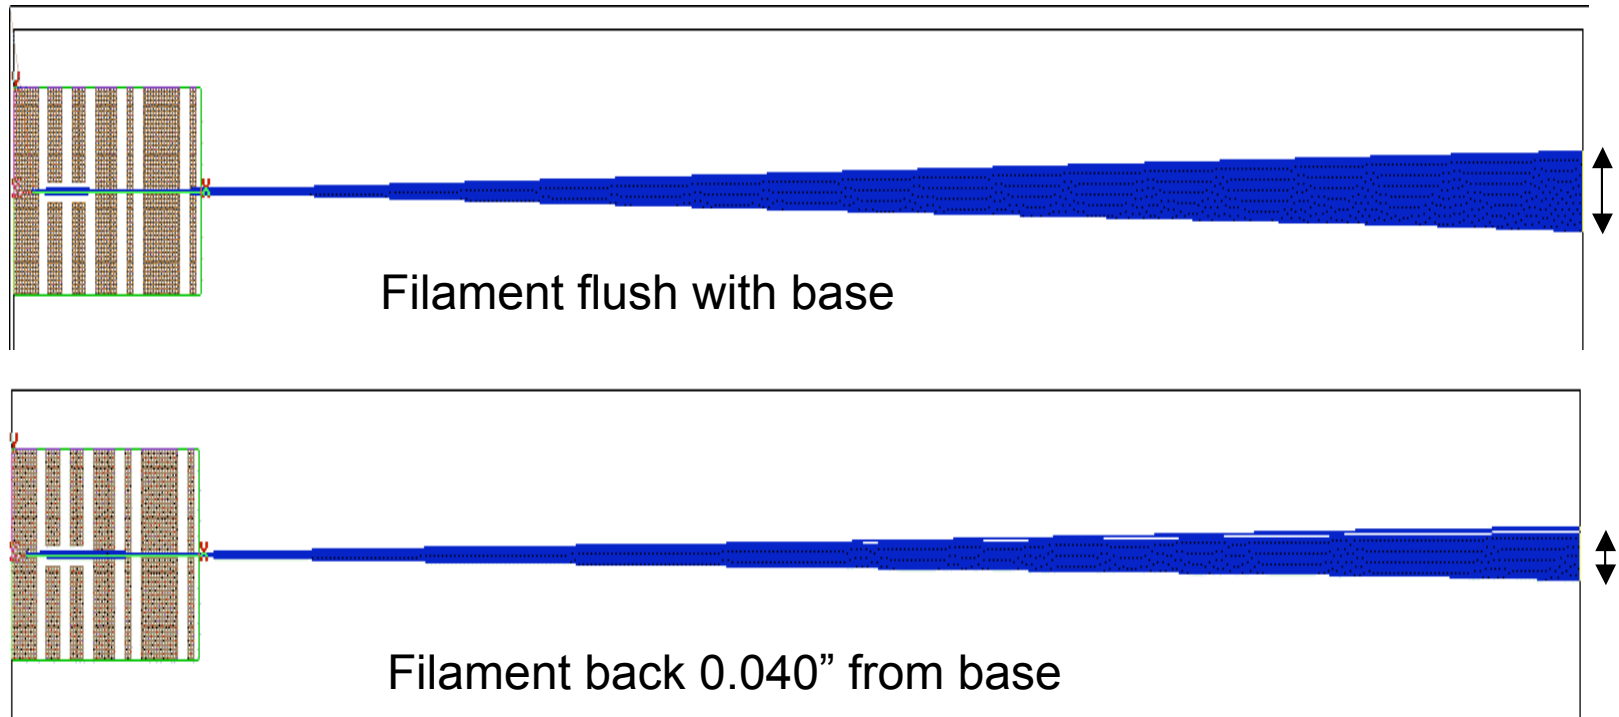 Filament flush with base
Filament back 0.040” from base